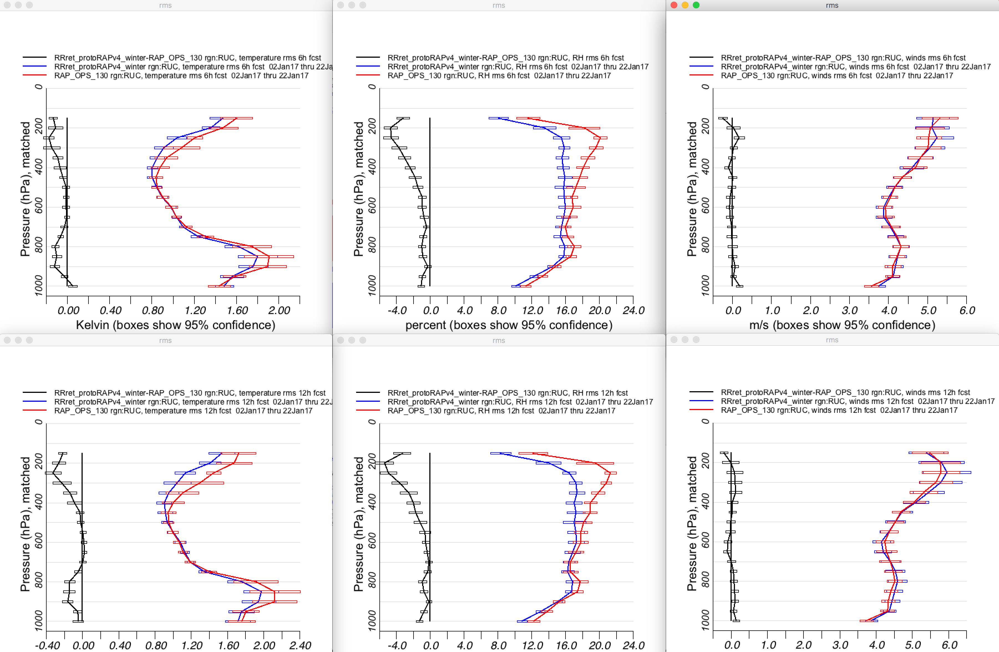 rms
RRret_protoRAPv4_winter-RAP_OPS_130 rgn:RUC, temperature rms 6h fcst
RRret_protoRAPv4_winter rgn:RUC, temperature rms 6h fcst 02Jan17 thru 22Ja
RAP_OPS_130 rgn:RUC, temperature rms 6h fcst 02Jan17 thru 22Jan17
Pressure (hPa), matched
0
200
400
600
800
1000
0.00 0.40 0.80 1.20 1.60 2.00
Kelvin (boxes show 95% confidence)
rms
RRret_protoRAPv4_winter-RAP_OPS_130 rgn:RUC, RH rms 6h fcst
RRret_protoRAPv4_winter rgn:RUC, RH rms 6h fcst 02Jan17 thru 22Jan17
RAP_OPS_130 rgn:RUC, RH rms 6h fcst 02Jan17 thru 22Jan17
Pressure (hPa), matched
0
200
400
600
800
1000
-4.0 0.0 4.0 8.0 12.0 16.0 20.0 24.0
percent (boxes show 95% confidence)
rms
RRret_protoRAPv4_winter-RAP_OPS_130 rgn:RUC, winds rms 6h fcst
RRret_protoRAPv4_winter rgn:RUC, winds rms 6h fcst 02Jan17 thru 22Jan17
RAP_OPS_130 rgn:RUC, winds rms 6h fcst 02Jan17 thru 22Jan17
Pressure (hPa), matched
0
200
400
600
800
1000
0.0 1.0 2.0 3.0 4.0 5.0 6.0
m/s (boxes show 95% confidence)
rms
RRret_protoRAPv4_winter-RAP_OPS_130 rgn:RUC, temperature rms 12h fcst
RRret_protoRAPv4_winter rgn:RUC, temperature rms 12h fcst 02Jan17 thru 22J
RAP_OPS_130 rgn:RUC, temperature rms 12h fcst 02Jan17 thru 22Jan17
Pressure (hPa), matched
0
200
400
600
800
1000
-0.40 0.00 0.40 0.80 1.20 1.60 2.00 2.40
rms
RRret_protoRAPv4_winter-RAP_OPS_130 rgn:RUC, RH rms 12h fcst
RRret_protoRAPv4_winter rgn:RUC, RH rms 12h fcst 02Jan17 thru 22Jan17
RAP_OPS_130 rgn:RUC, RH rms 12h fcst 02Jan17 thru 22Jan17
Pressure (hPa), matched
0
200
400
600
800
1000
-4.0 0.0 4.0 8.0 12.0 16.0 20.0 24.0
rms
RRret_protoRAPv4_winter-RAP_OPS_130 rgn:RUC, winds rms 12h fcst
RRret_protoRAPv4_winter rgn:RUC, winds rms 12h fcst 02Jan17 thru 22Jan17
RAP_OPS_130 rgn:RUC, winds rms 12h fcst 02Jan17 thru 22Jan17
Pressure (hPa), matched
0
200
400
600
800
1000
0.0 1.0 2.0 3.0 4.0 5.0 6.0